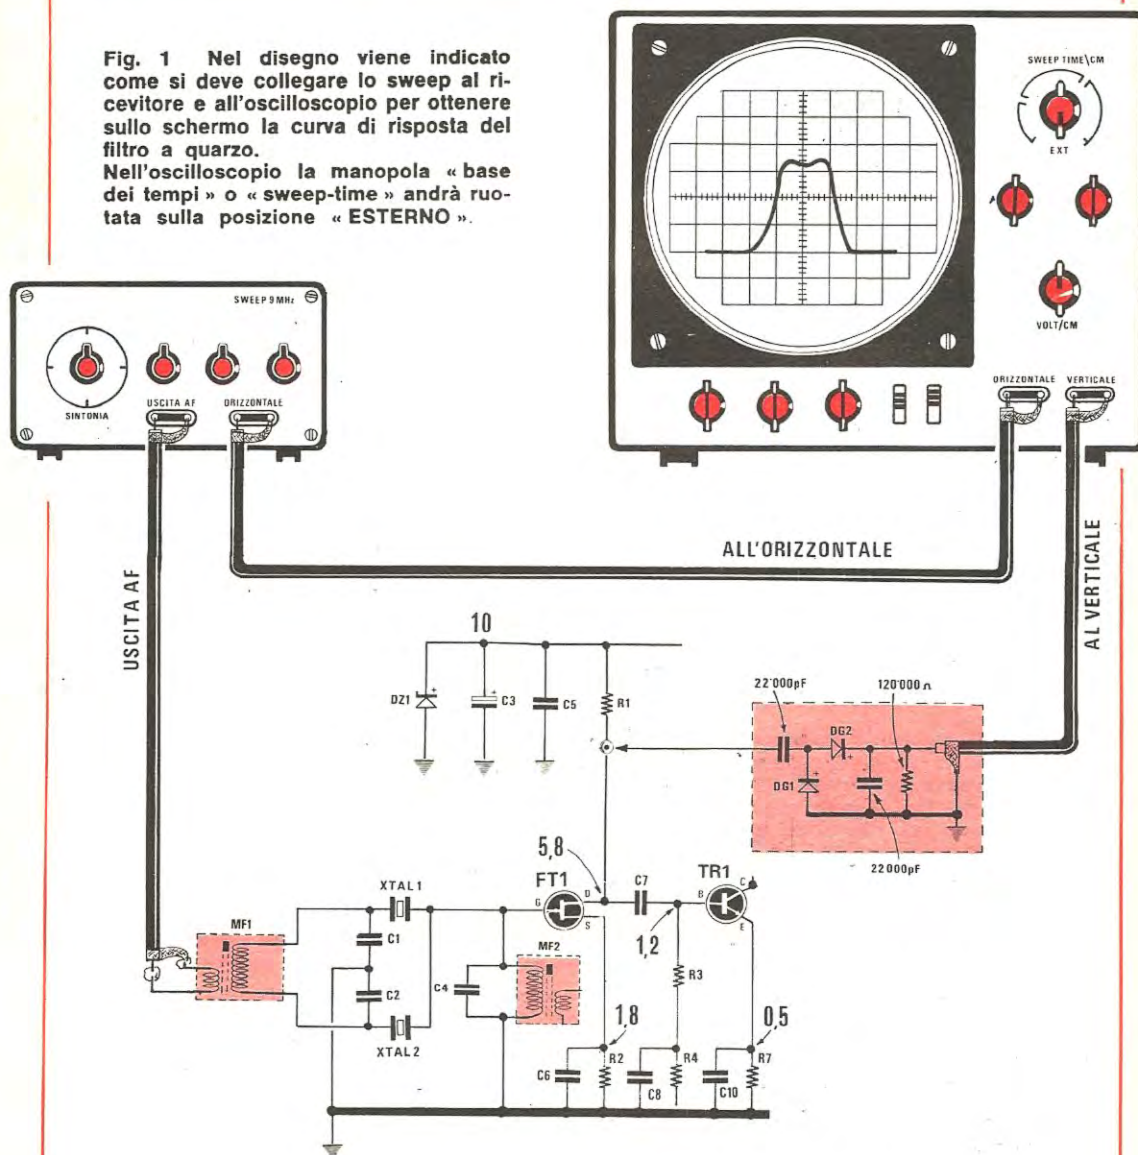 Fig. 1 Nel disegno viene indicato
come si deve collegare lo sweep al ri-
cevitore e all'oscilloscopio per ottenere
sullo schermo la curva di risposta del
filtro a quarzo.
Nell'oscilloscopio la manopola « base
dei tempi » o « sweep-time » andrà ruo-
tata sulla posizione « ESTERNO ».
SWEEP TIME\CM
EXT
VOLT/CM
ORIZZONTALE
VERTICALE
SWEEP 9 MHz
SINTONIA
USCITA AF
ORIZZONTALE
USCITA AF
ALL'ORIZZONTALE
AL VERTICALE
10
DZ1
C3
C5
R1
22'000pF
120'000 Ω
DG2
DG1
22000pF
5,8
FT1
D
G
S
C7
TR1
B
C
E
1,2
XTAL1
MF1
C1
C2
XTAL2
C4
MF2
R3
1,8
0,5
C6
R2
C8
R4
C10
R7